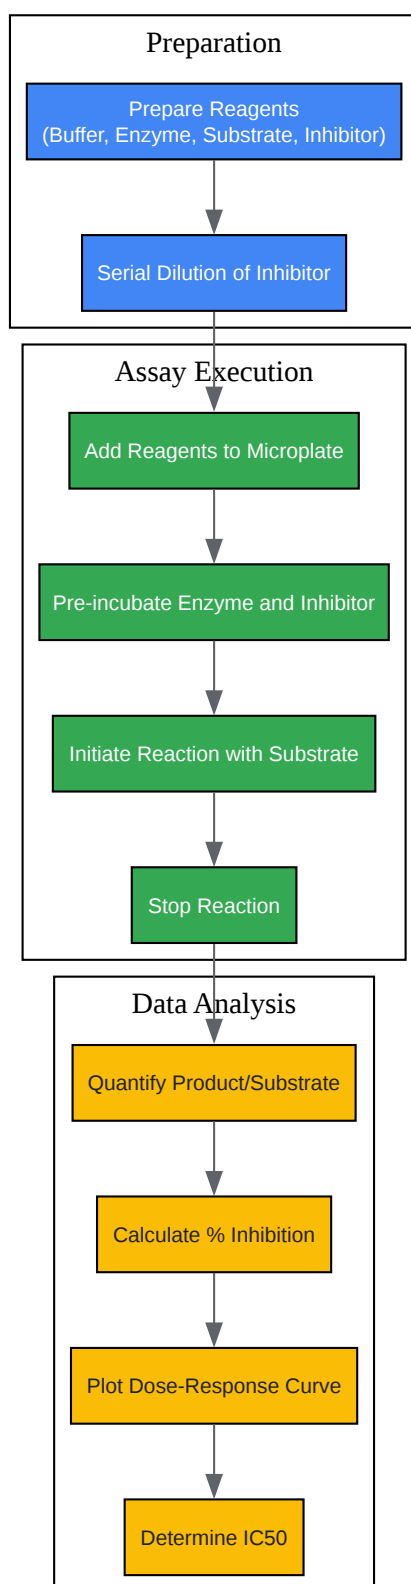 Preparation
Prepare Reagents
(Buffer, Enzyme, Substrate, Inhibitor)
Serial Dilution of Inhibitor
Assay Execution
Add Reagents to Microplate
Pre-incubate Enzyme and Inhibitor
Initiate Reaction with Substrate
Stop Reaction
Data Analysis
Quantify Product/Substrate
Calculate % Inhibition
Plot Dose-Response Curve
Determine IC50